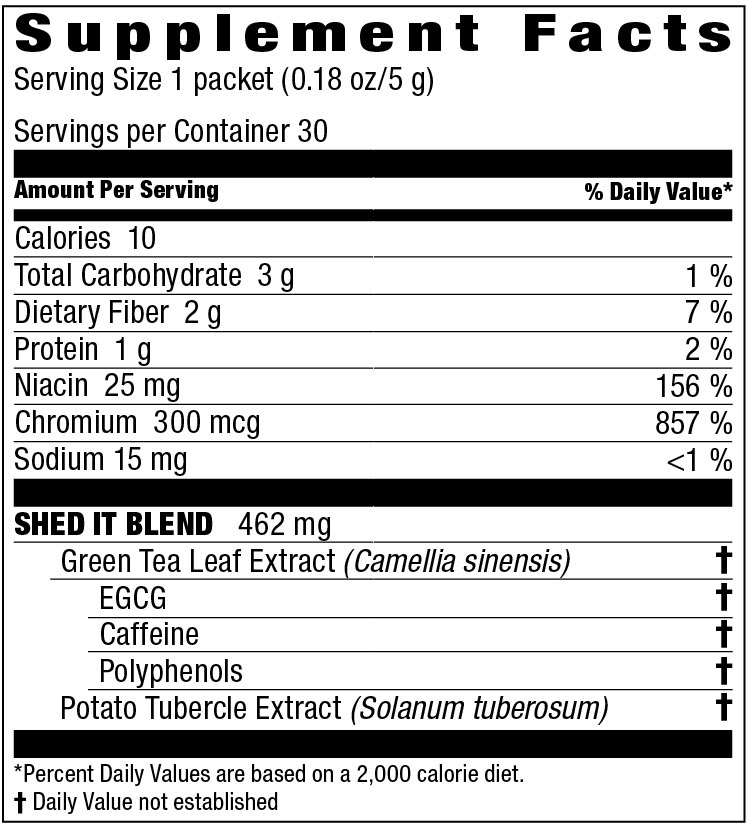 Supplement Facts
Serving Size 1 packet (0.18 oz/5 g)
Servings per Container 30
Amount Per Serving % Daily Value*
Calories 10
Total Carbohydrate 3 g 1 %
Dietary Fiber 2 g 7 %
Protein 1 g 2 %
Niacin 25 mg 156 %
Chromium 300 mcg 857 %
Sodium 15 mg <1 %
SHED IT BLEND 462 mg
Green Tea Leaf Extract (Camellia sinensis) †
EGCG †
Caffeine †
Polyphenols †
Potato Tubercle Extract (Solanum tuberosum) †
*Percent Daily Values are based on a 2,000 calorie diet.
† Daily Value not established